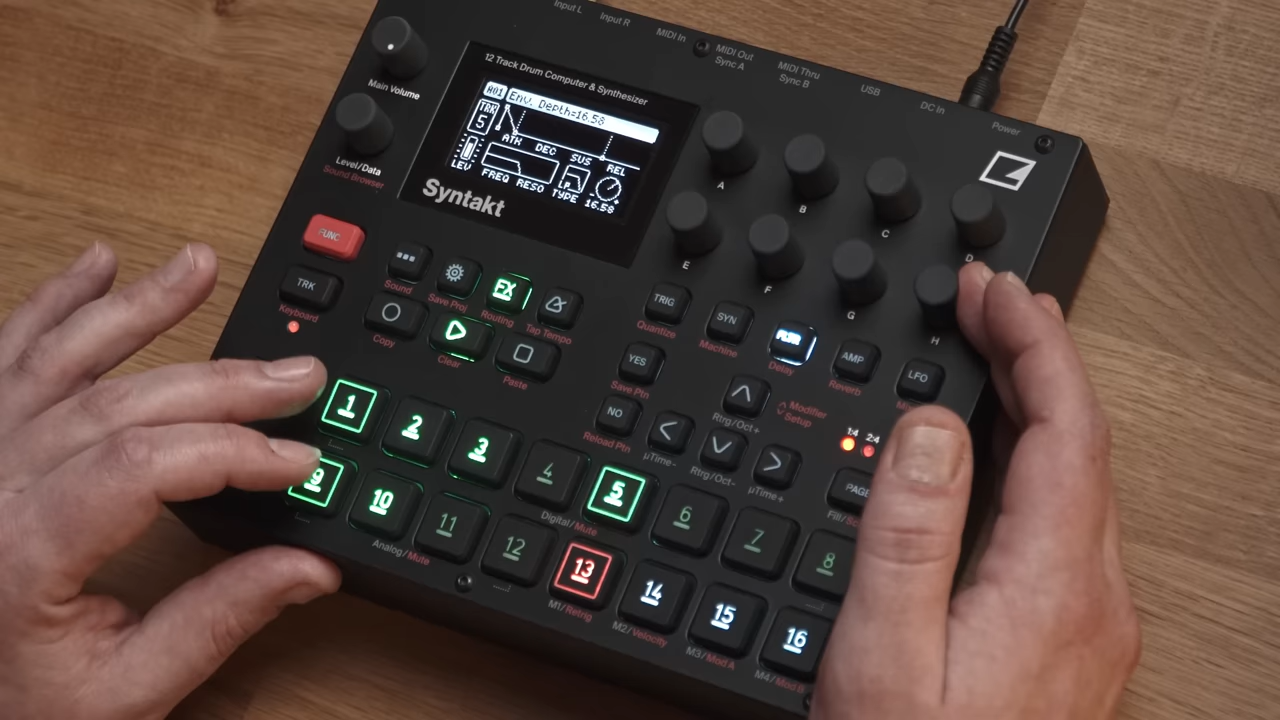 Input L
Input R
MIDI In
MIDI Out
Sync A
MIDI Thru
Sync B
USB
DC In
Power
Main Volume
Level/Data
Sound Browser
12 Track Drum Computer & Synthesizer
A01 Env. Depth=16.58
TRK
5
ATK DEC SUS REL
LEV
FREQ RESO TYPE 16.58
Syntakt
A
B
C
D
E
F
G
H
FUNC
TRK
Keyboard
Sound
Save Proj
FX
Routing
Tap Tempo
Copy
Clear
Paste
TRIG
Quantize
SYN
Machine
FLTR
Delay
AMP
Reverb
LFO
YES
Save Ptn
NO
Reload Ptn
Rtrg/Oct+
Modifier
Setup
μTime-
Rtrg/Oct-
μTime+
1:4 2:4
PAGE
1
2
3
4
5
6
7
8
Digital/Mute
9
10
11
12
13
14
15
16
Analog/Mute
M1/Retrig
M2/Velocity
M3/Mod A
M4/Mod B